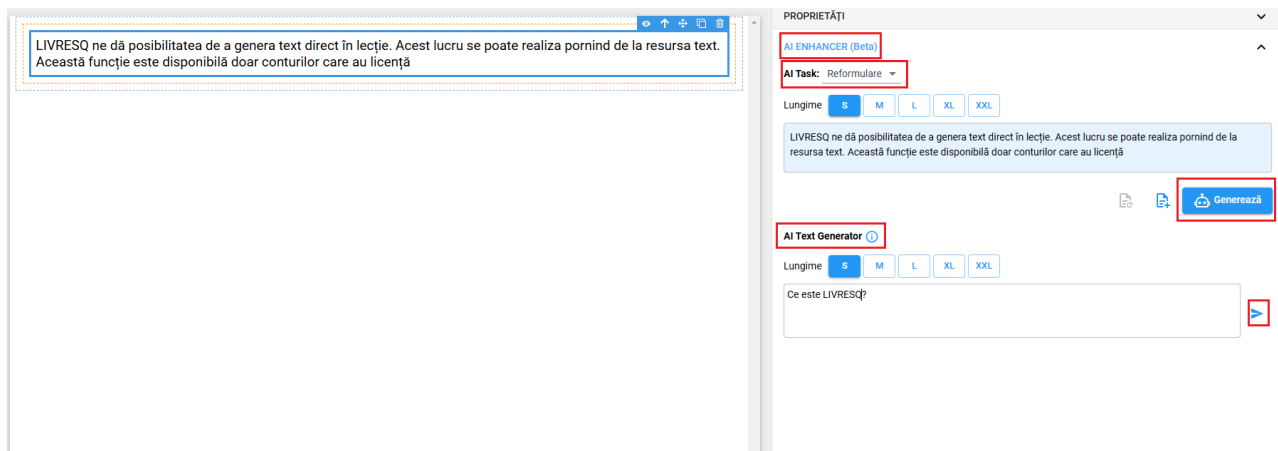 LIVRESQ ne dă posibilitatea de a genera text direct în lecție. Acest lucru se poate realiza pornind de la resursa text.
Această funcție este disponibilă doar conturilor care au licență
PROPRIETĂȚI
AI ENHANCER (Beta)
AI Task: Reformulare
Lungime S M L XL XXL
LIVRESQ ne dă posibilitatea de a genera text direct în lecție. Acest lucru se poate realiza pornind de la
resursa text. Această funcție este disponibilă doar conturilor care au licență
Generează
AI Text Generator
Lungime S M L XL XXL
Ce este LIVRESQ?